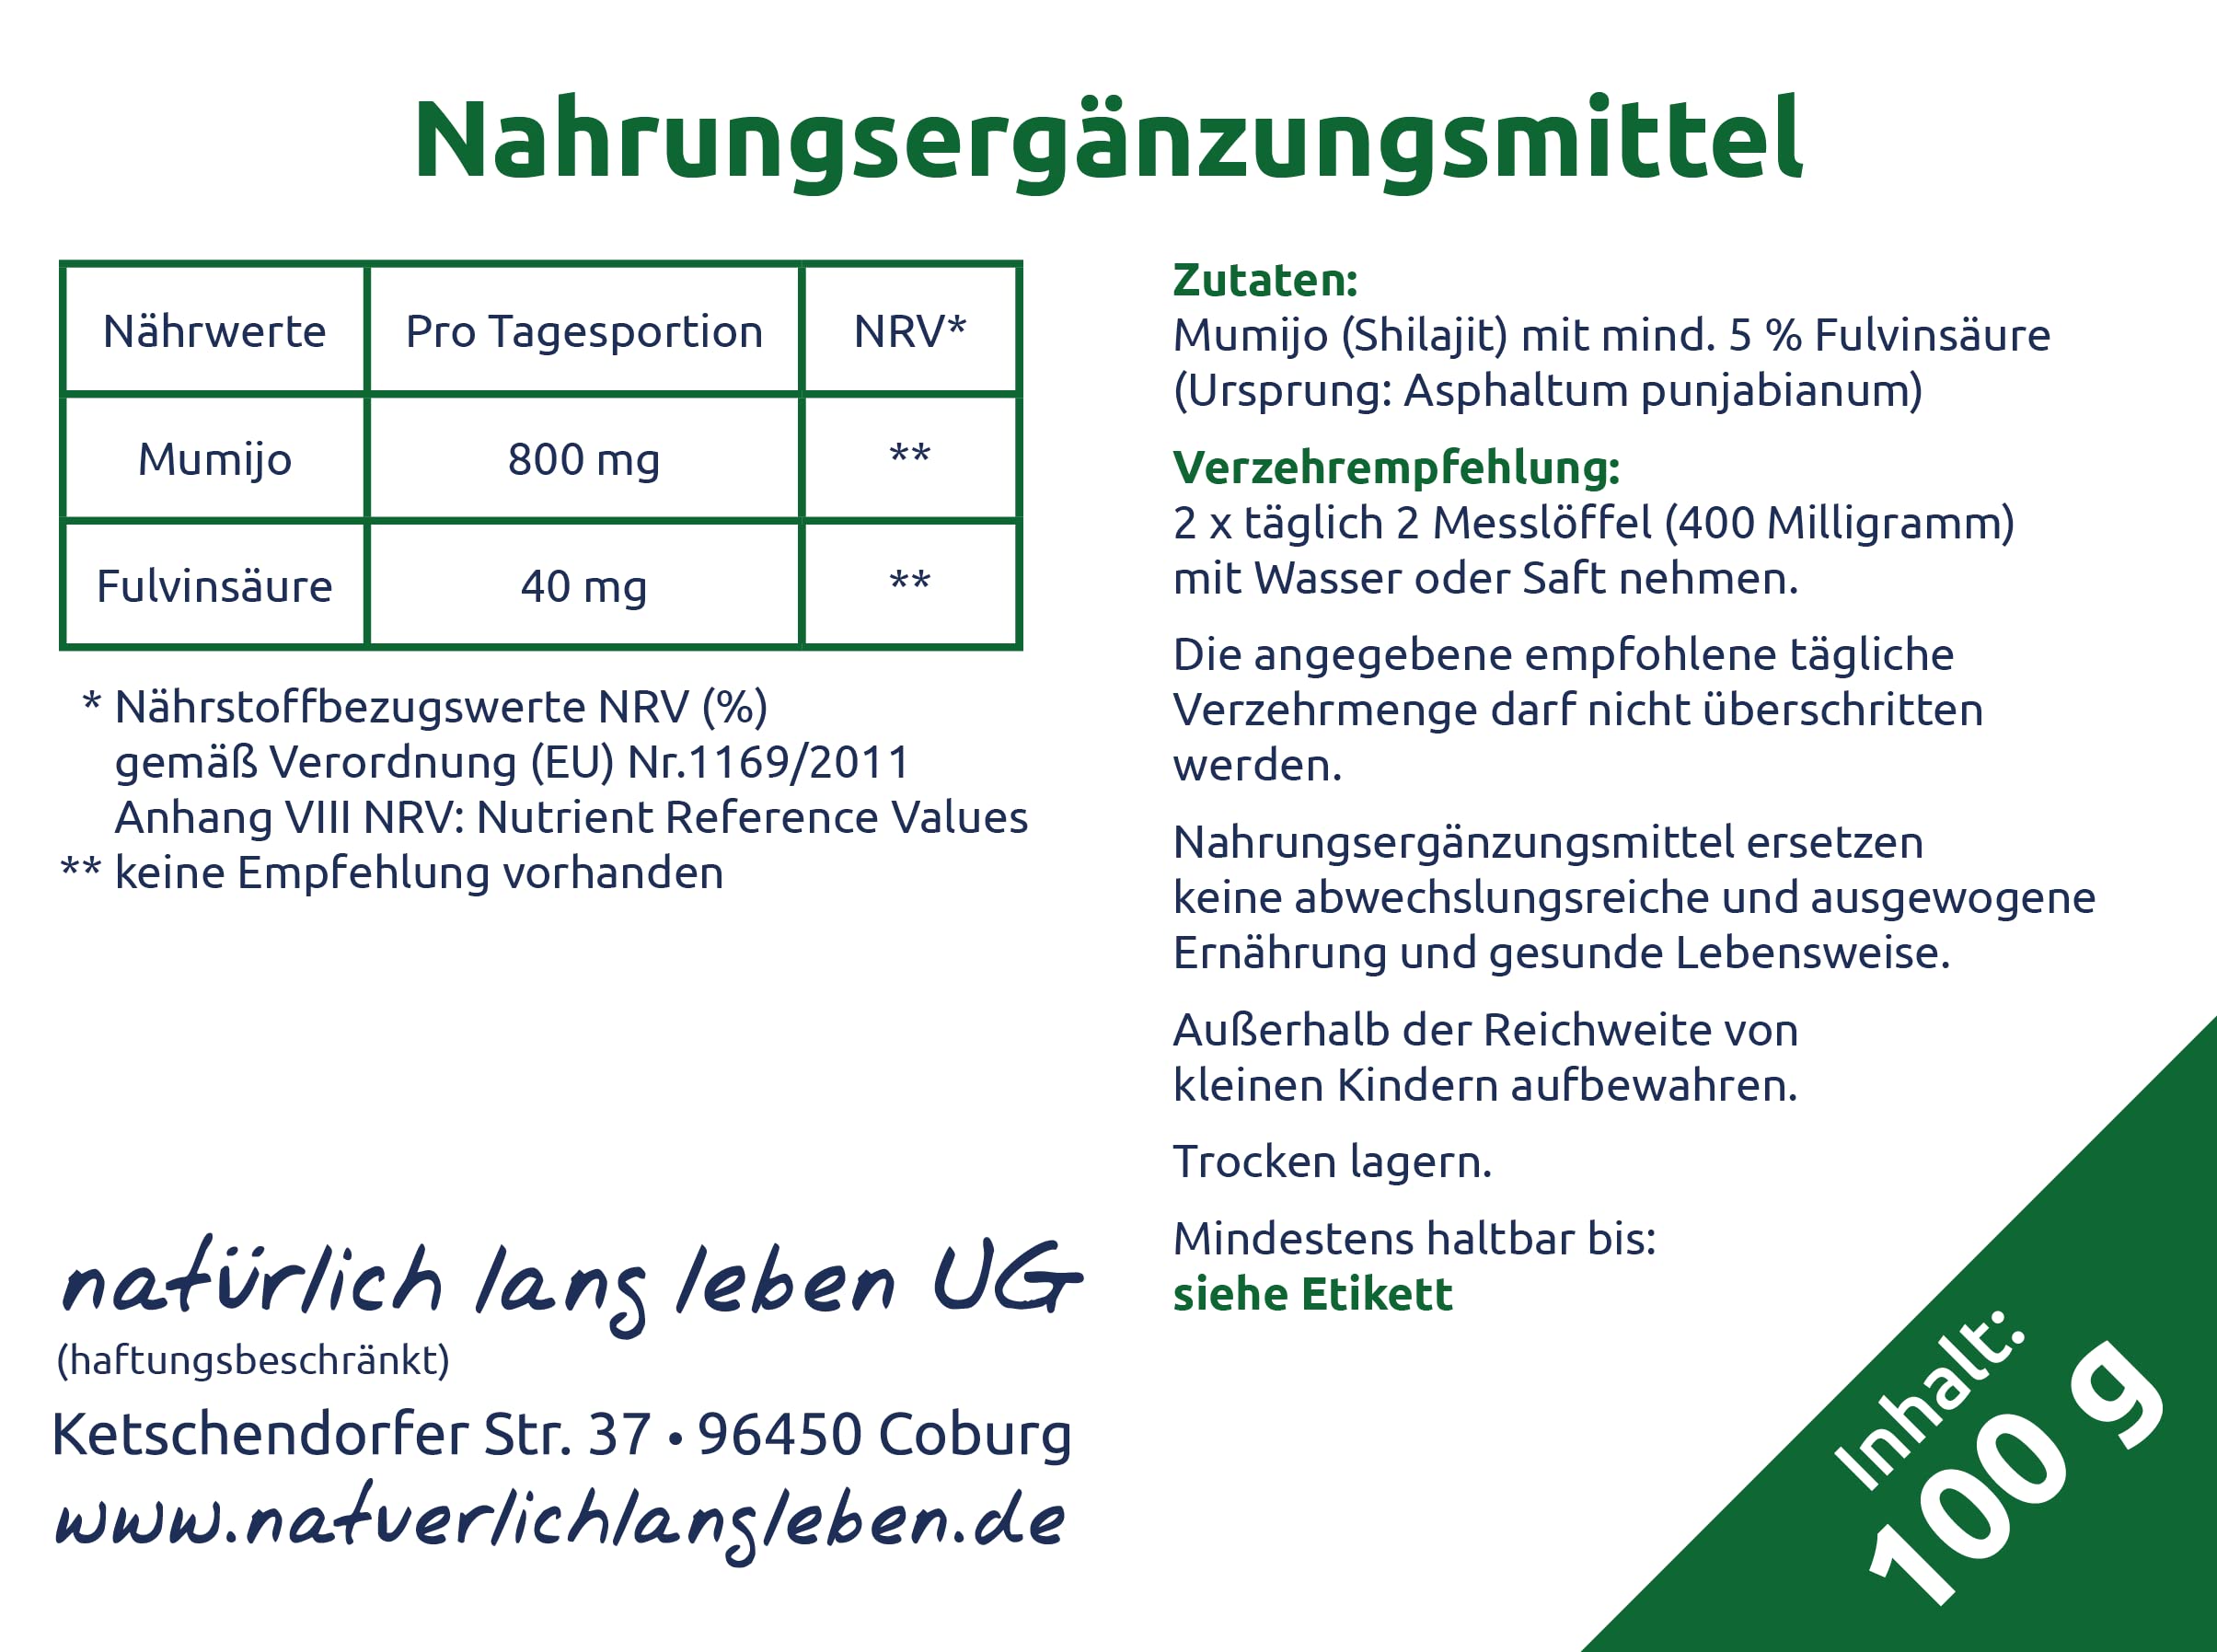 Nahrungsergänzungsmittel
Nährwerte Pro Tagesportion NRV*
Mumijo 800 mg **
Fulvinsäure 40 mg **
* Nährstoffbezugswerte NRV (%)
gemäß Verordnung (EU) Nr.1169/2011
Anhang VIII NRV: Nutrient Reference Values
** keine Empfehlung vorhanden
natürlich lang leben UG
(haftungsbeschränkt)
Ketschendorfer Str. 37 • 96450 Coburg
www.natuerlichlangleben.de
Zutaten:
Mumijo (Shilajit) mit mind. 5 % Fulvinsäure
(Ursprung: Asphaltum punjabianum)
Verzehrempfehlung:
2 x täglich 2 Messlöffel (400 Milligramm)
mit Wasser oder Saft nehmen.
Die angegebene empfohlene tägliche
Verzehrmenge darf nicht überschritten
werden.
Nahrungsergänzungsmittel ersetzen
keine abwechslungsreiche und ausgewogene
Ernährung und gesunde Lebensweise.
Außerhalb der Reichweite von
kleinen Kindern aufbewahren.
Trocken lagern.
Mindestens haltbar bis:
siehe Etikett
Inhalt:
100 g